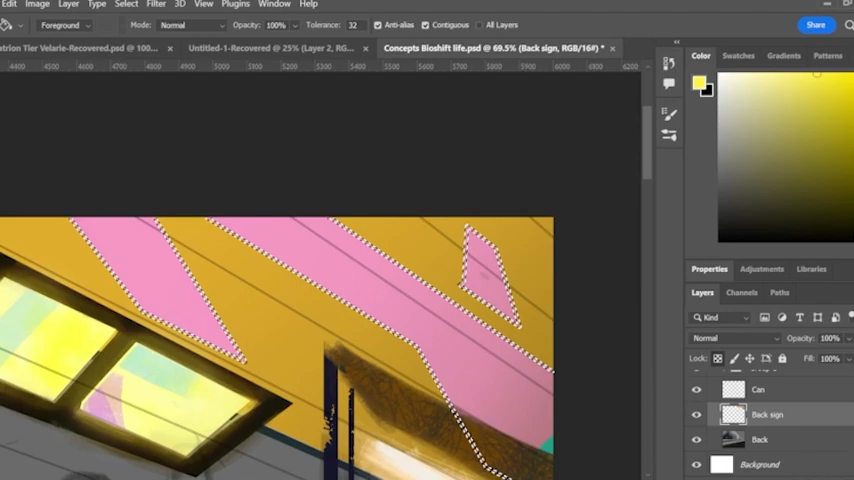 File Image Layer Type Select Filter 3D View Plugins Window Help
Foreground Mode: Normal Opacity: 100% Tolerance: 32 Anti-alias Contiguous All Layers Share
Tier Velarie-Recovered.psd @ 100... × Untitled-1-Recovered @ 25% (Layer 2, RG... × Concepts Bioshift life.psd @ 69.5% (Back sign, RGB/16#) * ×
4400 4500 4600 4700 4800 4900 5000 5100 5200 5300 5400 5500 5600 5700 5800 5900 6000 6100 6200
Color Swatches Gradients Patterns
Properties Adjustments Libraries
Layers Channels Paths
Kind
Normal Opacity: 100%
Lock: Fill: 100%
Can
Back sign
Back
Background